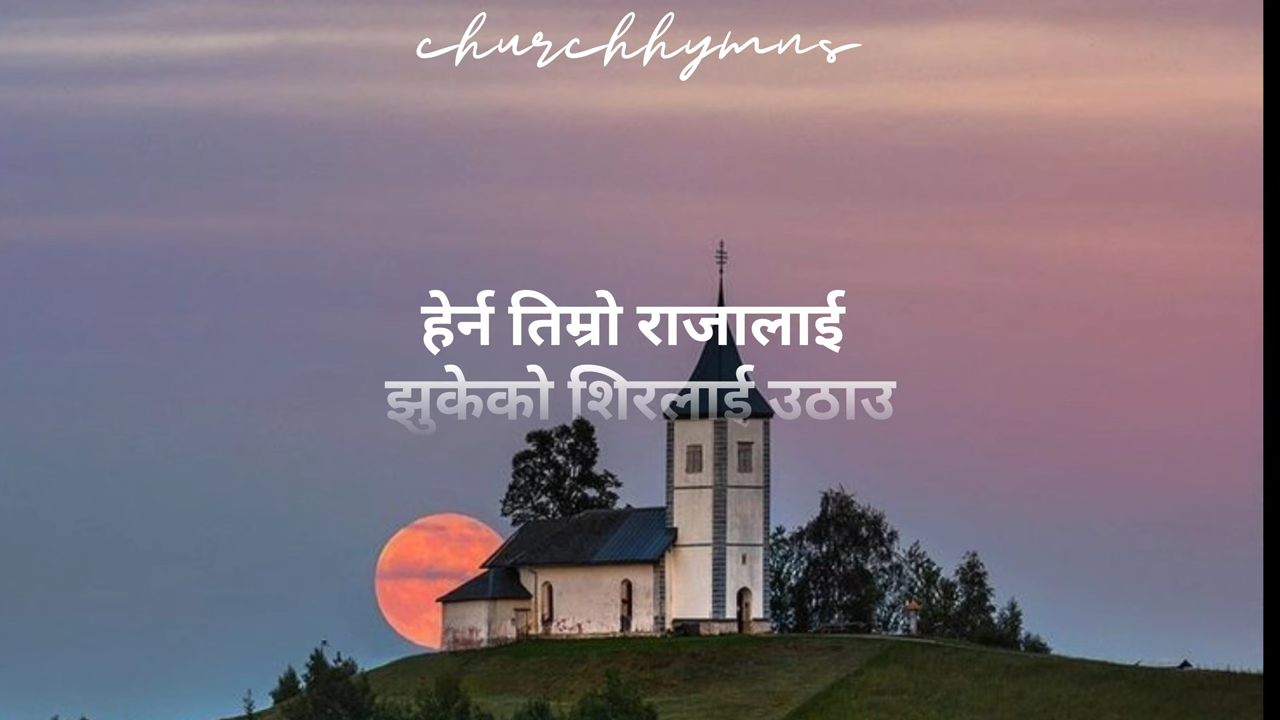 churchhymns
हेर्न तिम्रो राजालाई
झुकेको शिरलाई उठाउ